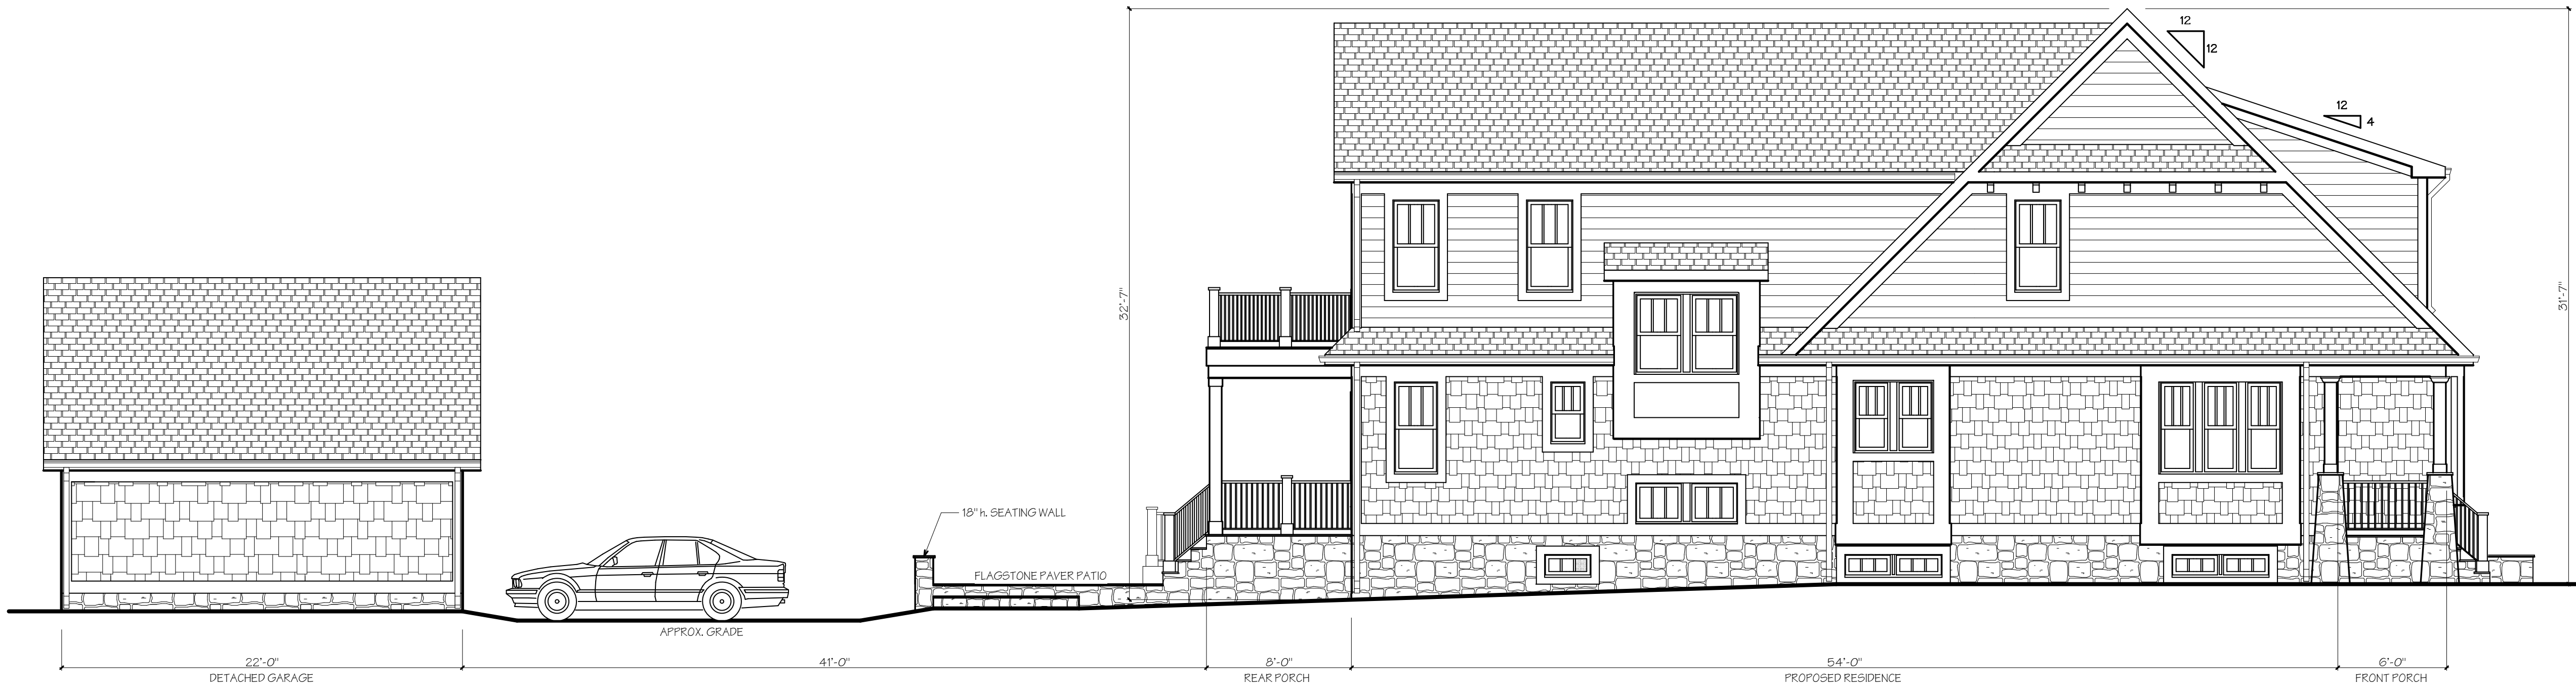 12
12
12
4
32'-7"
31'-7"
18" h. SEATING WALL
FLAGSTONE PAVER PATIO
APPROX. GRADE
22'-0"
41'-0"
8'-0"
54'-0"
6'-0"
DETACHED GARAGE
REAR PORCH
PROPOSED RESIDENCE
FRONT PORCH